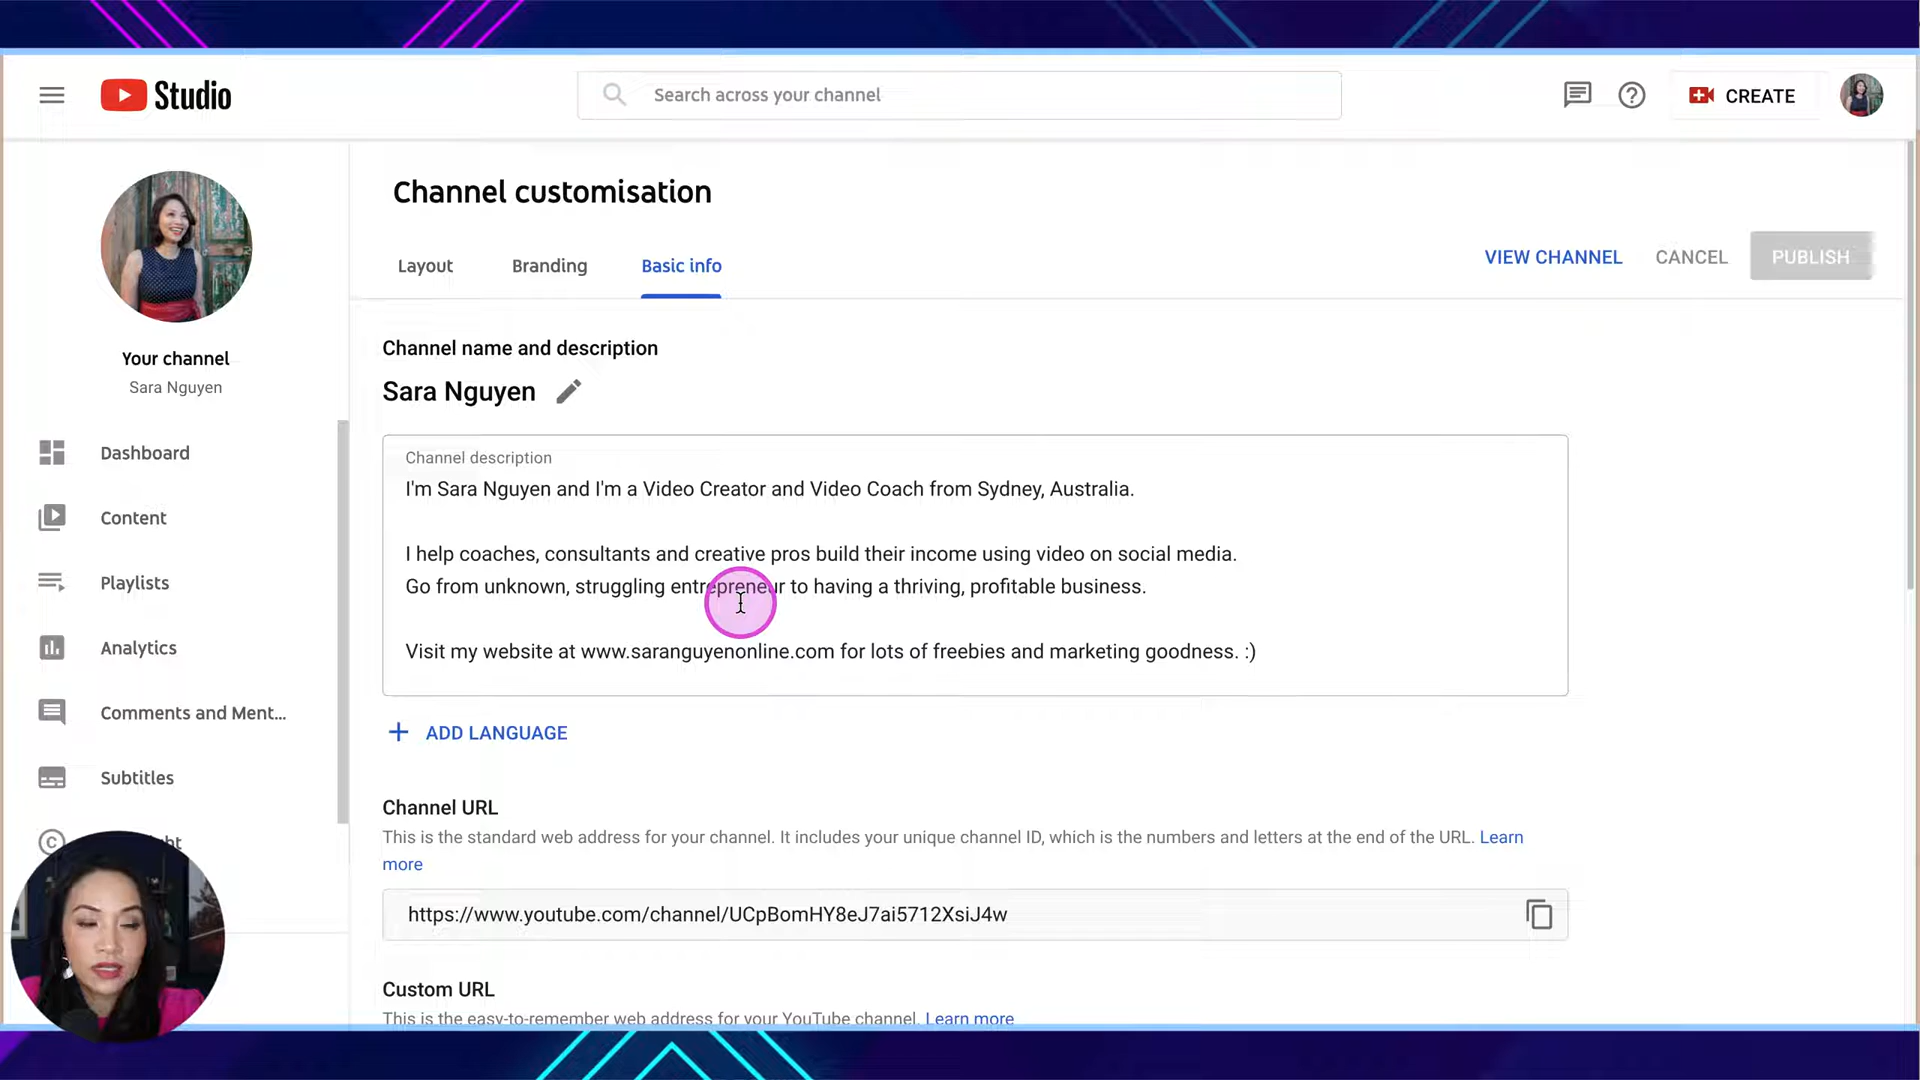 Studio
Search across your channel
CREATE
Channel customisation
Layout
Branding
Basic info
VIEW CHANNEL
CANCEL
PUBLISH
Your channel
Sara Nguyen
Dashboard
Content
Playlists
Analytics
Comments and Ment...
Subtitles
Channel name and description
Sara Nguyen
Channel description
I'm Sara Nguyen and I'm a Video Creator and Video Coach from Sydney, Australia.
I help coaches, consultants and creative pros build their income using video on social media.
Go from unknown, struggling entrepreneur to having a thriving, profitable business.
Visit my website at www.saranguyenonline.com for lots of freebies and marketing goodness. :)
ADD LANGUAGE
Channel URL
This is the standard web address for your channel. It includes your unique channel ID, which is the numbers and letters at the end of the URL. Learn
more
https://www.youtube.com/channel/UCpBomHY8eJ7ai5712XsiJ4w
Custom URL
This is the easy-to-remember web address for your YouTube channel. Learn more